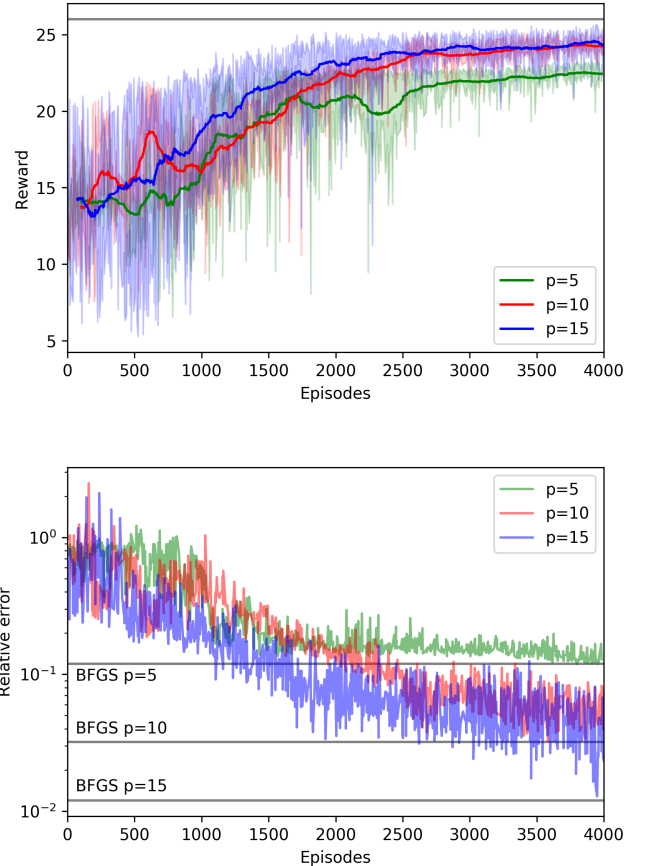 25
20
15
10
5
Reward
p=5
p=10
p=15
0 500 1000 1500 2000 2500 3000 3500 4000
Episodes
10^0
10^-1
10^-2
Relative error
p=5
p=10
p=15
BFGS p=5
BFGS p=10
BFGS p=15
0 500 1000 1500 2000 2500 3000 3500 4000
Episodes